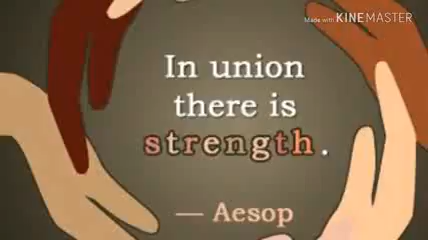 Made with KINEMASTER
In union
there is
strength.
— Aesop